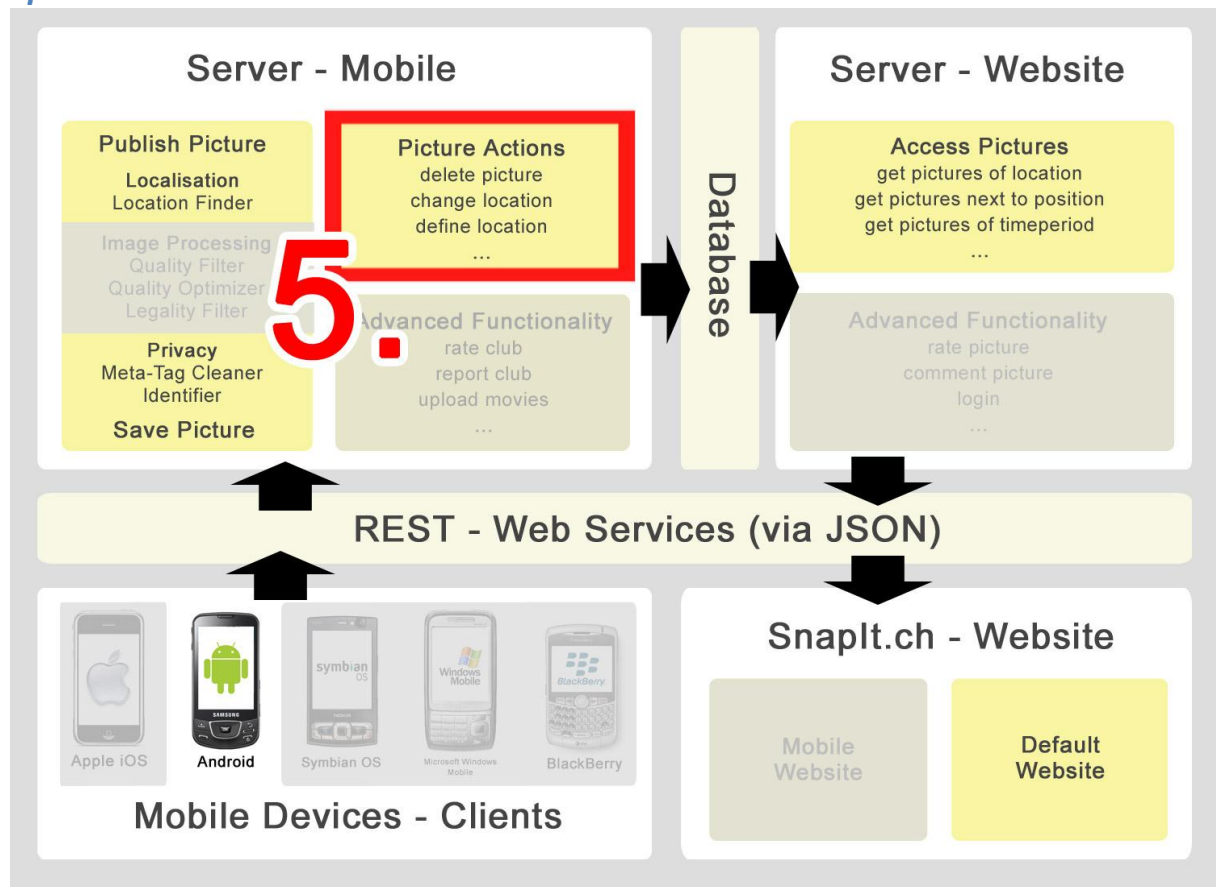 Server - Mobile
Publish Picture
Localisation
Location Finder
Image Processing
Quality Filter
Quality Optimizer
Legality Filter
Privacy
Meta-Tag Cleaner
Identifier
Save Picture
Picture Actions
delete picture
change location
define location
...
5.
Advanced Functionality
rate club
report club
upload movies
...
Database
Server - Website
Access Pictures
get pictures of location
get pictures next to position
get pictures of timeperiod
...
Advanced Functionality
rate picture
comment picture
login
...
REST - Web Services (via JSON)
Apple iOS
SAMSUNG
Android
symbian
OS
NOKIA
Symbian OS
Windows
Mobile
Microsoft Windows
Mobile
BlackBerry
BlackBerry
Mobile Devices - Clients
SnapIt.ch - Website
Mobile
Website
Default
Website